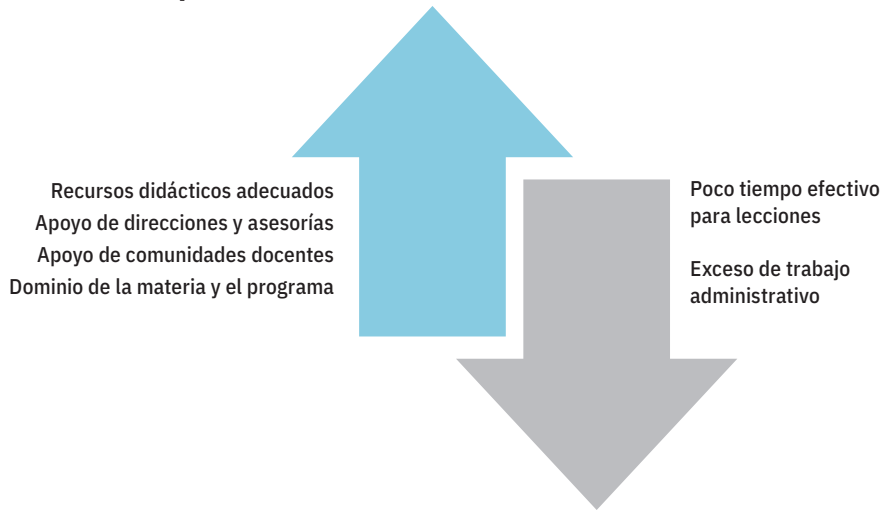 Recursos didácticos adecuados
Apoyo de direcciones y asesorías
Apoyo de comunidades docentes
Dominio de la materia y el programa
Poco tiempo efectivo
para lecciones
Exceso de trabajo
administrativo